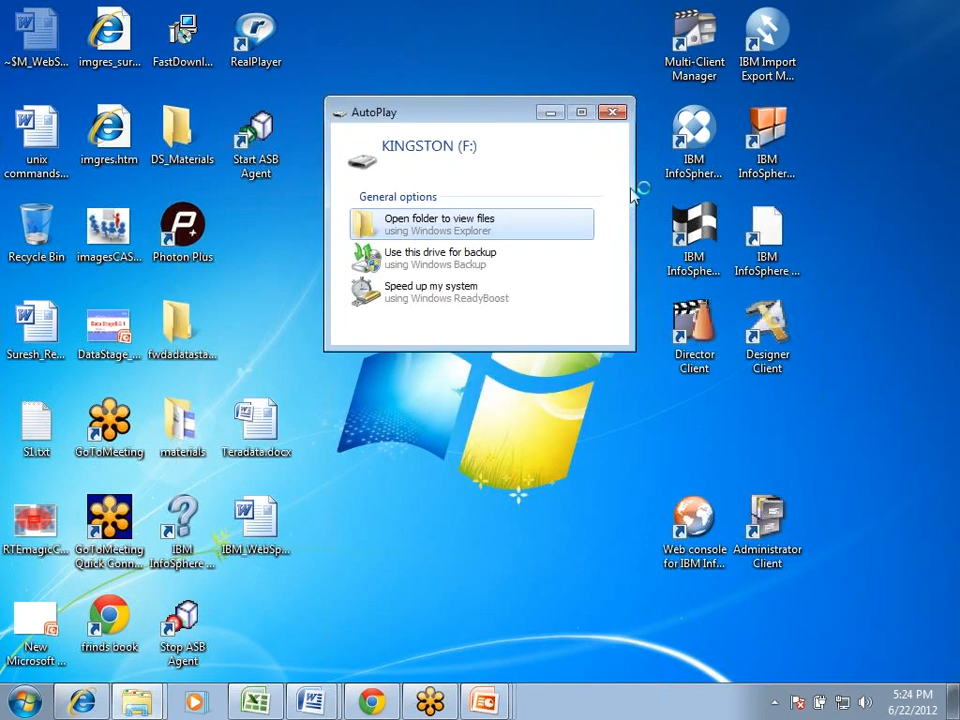 ~$M_WebS...
imgres_sur...
FastDownl...
RealPlayer
Multi-Client
Manager
IBM Import
Export M...
AutoPlay
KINGSTON (F:)
General options
Open folder to view files
using Windows Explorer
Use this drive for backup
using Windows Backup
Speed up my system
using Windows ReadyBoost
unix
commands...
imgres.htm
DS_Materials
Start ASB
Agent
IBM
InfoSpher...
IBM
InfoSpher...
Recycle Bin
imagesCAS...
Photon Plus
IBM
InfoSphe...
IBM
InfoSphere ...
Suresh_Re...
DataStage_...
fwdadatasta...
Director
Client
Designer
Client
S1.txt
GoToMeeting
materials
Teradata.docx
RTEmagicC...
GoToMeeting
Quick Conn...
IBM
InfoSphere ...
IBM_WebSp...
Web console
for IBM Inf...
Administrator
Client
New
Microsoft ...
frinds book
Stop ASB
Agent
5:24 PM
6/22/2012